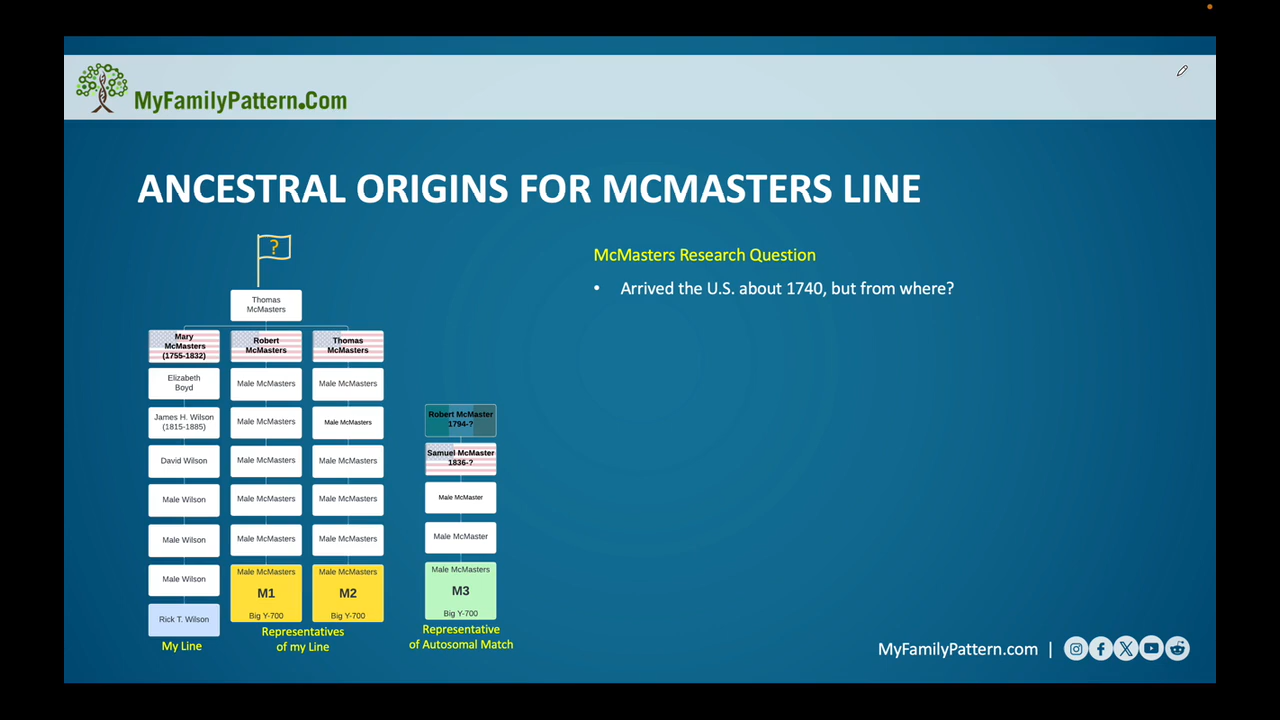 MyFamilyPattern.Com
ANCESTRAL ORIGINS FOR MCMASTERS LINE
?
Thomas
McMasters
Mary
McMasters
(1755-1832)
Elizabeth
Boyd
James H. Wilson
(1815-1885)
David Wilson
Male Wilson
Male Wilson
Male Wilson
Rick T. Wilson
My Line
Robert
McMasters
Male McMasters
Male McMasters
Male McMasters
Male McMasters
Male McMasters
Male McMasters
M1
Big Y-700
Thomas
McMasters
Male McMasters
Male McMasters
Male McMasters
Male McMasters
Male McMasters
Male McMasters
M2
Big Y-700
Representatives
of my Line
Robert McMaster
1794-?
Samuel McMaster
1836-?
Male McMaster
Male McMaster
Male McMasters
M3
Big Y-700
Representative
of Autosomal Match
McMasters Research Question
• Arrived the U.S. about 1740, but from where?
MyFamilyPattern.com |